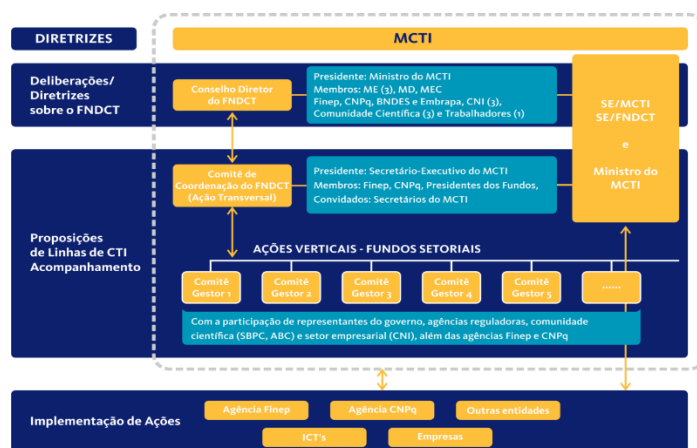 DIRETRIZES
MCTI
Deliberações/
Diretrizes
sobre o FNDCT
Conselho Diretor
do FNDCT
Presidente: Ministro do MCTI
Membros: ME (3), MD, MEC
Finep, CNPq, BNDES e Embrapa, CNI (3),
Comunidade Científica (3) e Trabalhadores (1)
SE/MCTI
SE/FNDCT
e
Ministro do
MCTI
Proposições
de Linhas de CTI
Acompanhamento
Comitê de
Coordenação do FNDCT
(Ação Transversal)
Presidente: Secretário-Executivo do MCTI
Membros: Finep, CNPq, Presidentes dos Fundos,
Convidados: Secretários do MCTI
AÇÕES VERTICAIS - FUNDOS SETORIAIS
Comitê
Gestor 1
Comitê
Gestor 2
Comitê
Gestor 3
Comitê
Gestor 4
Comitê
Gestor 5
......
Com a participação de representantes do governo, agências reguladoras, comunidade
científica (SBPC, ABC) e setor empresarial (CNI), além das agências Finep e CNPq
Implementação de Ações
Agência Finep
Agência CNPq
Outras entidades
ICT's
Empresas